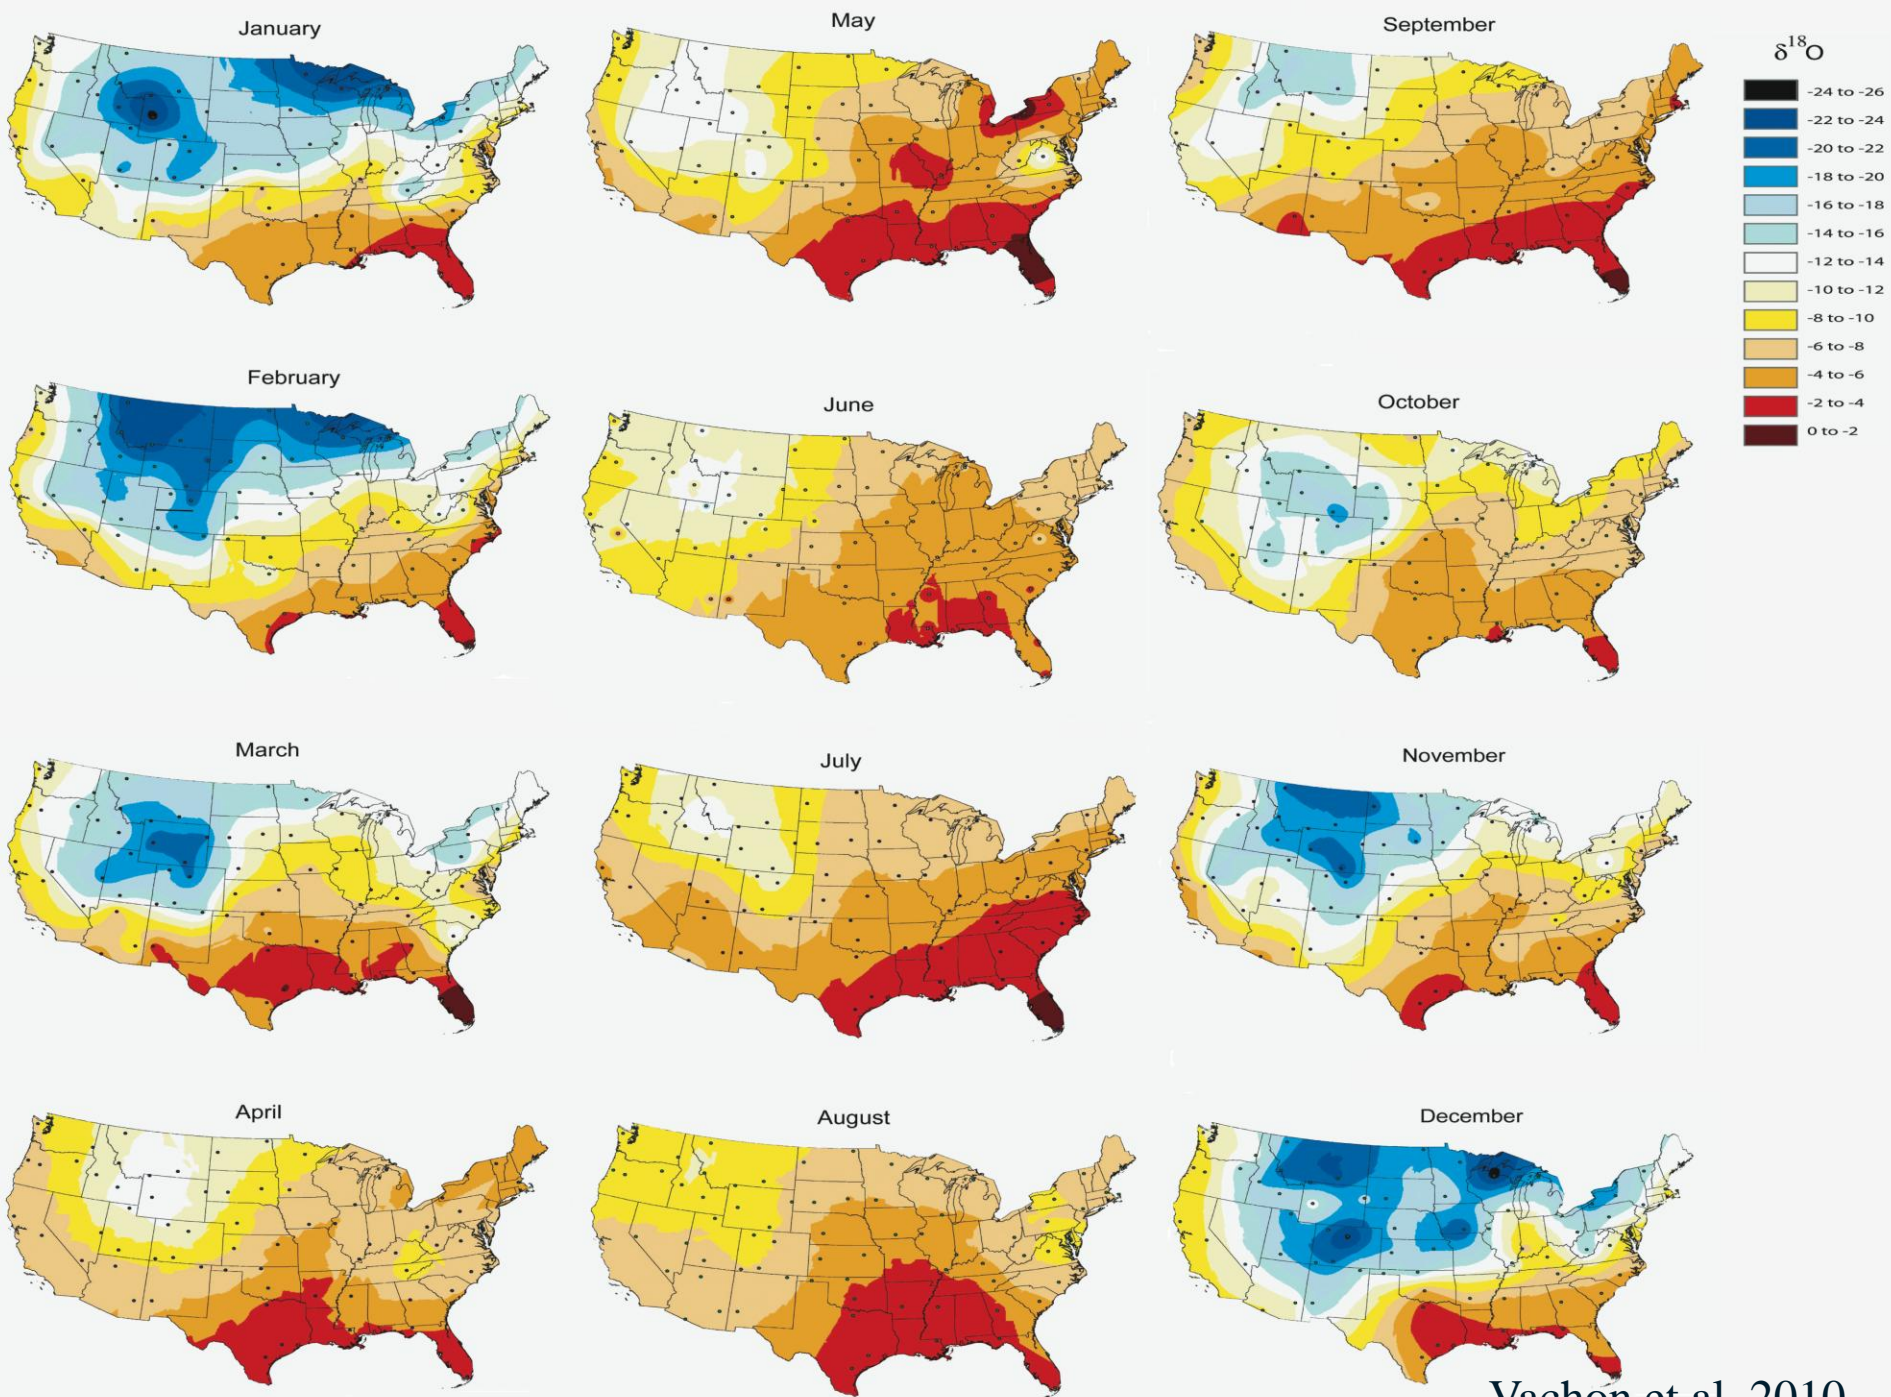 January
May
September
δ18O
-24 to -26
-22 to -24
-20 to -22
-18 to -20
-16 to -18
-14 to -16
-12 to -14
-10 to -12
-8 to -10
-6 to -8
-4 to -6
-2 to -4
0 to -2
February
June
October
March
July
November
April
August
December
Vachon et al. 2010